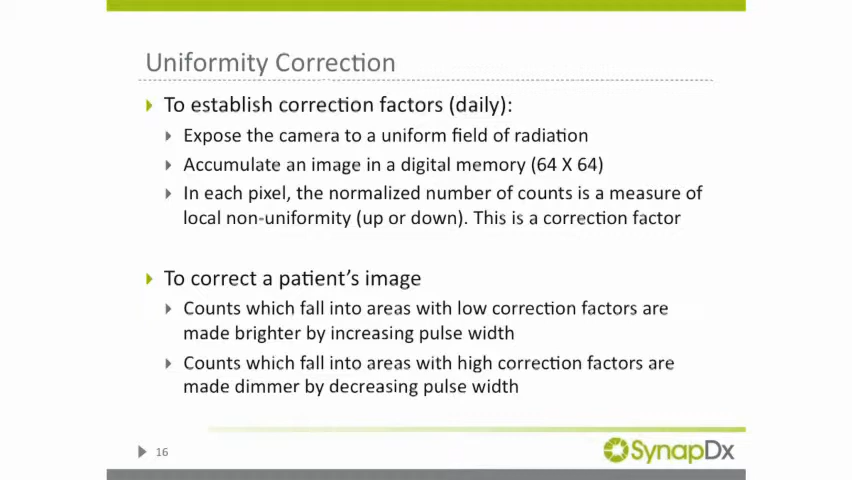 Uniformity Correction
To establish correction factors (daily):
Expose the camera to a uniform field of radiation
Accumulate an image in a digital memory (64 X 64)
In each pixel, the normalized number of counts is a measure of
local non-uniformity (up or down). This is a correction factor
To correct a patient's image
Counts which fall into areas with low correction factors are
made brighter by increasing pulse width
Counts which fall into areas with high correction factors are
made dimmer by decreasing pulse width
16
SynapDx